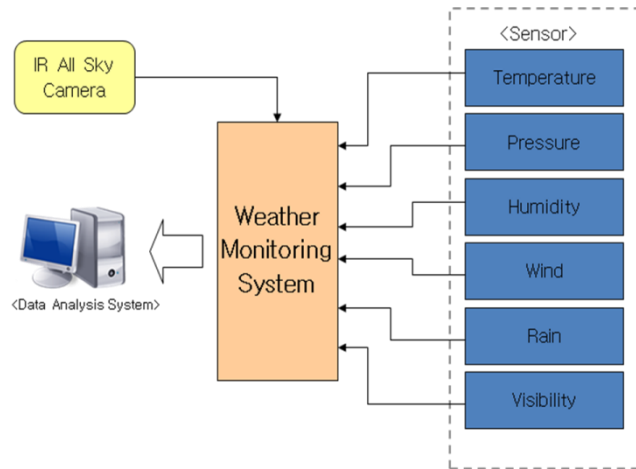 IR All Sky
Camera
<Sensor>
Temperature
Pressure
Humidity
Wind
Rain
Visibility
Weather
Monitoring
System
<Data Analysis System>